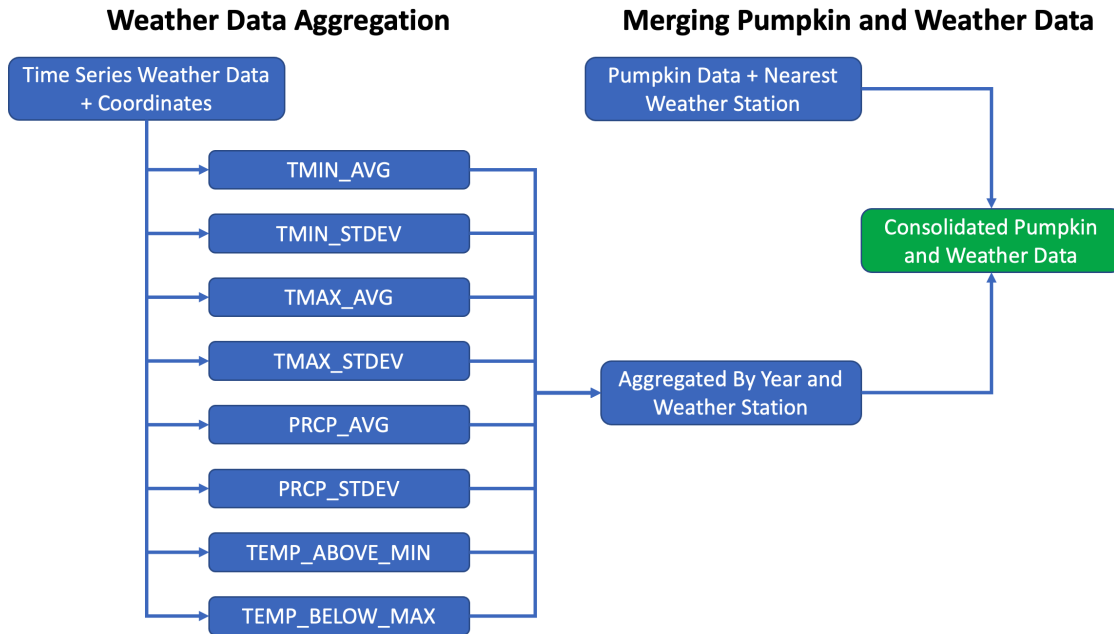 Weather Data Aggregation
Merging Pumpkin and Weather Data
Time Series Weather Data
+ Coordinates
Pumpkin Data + Nearest
Weather Station
TMIN_AVG
TMIN_STDEV
TMAX_AVG
TMAX_STDEV
PRCP_AVG
PRCP_STDEV
TEMP_ABOVE_MIN
TEMP_BELOW_MAX
Aggregated By Year and
Weather Station
Consolidated Pumpkin
and Weather Data